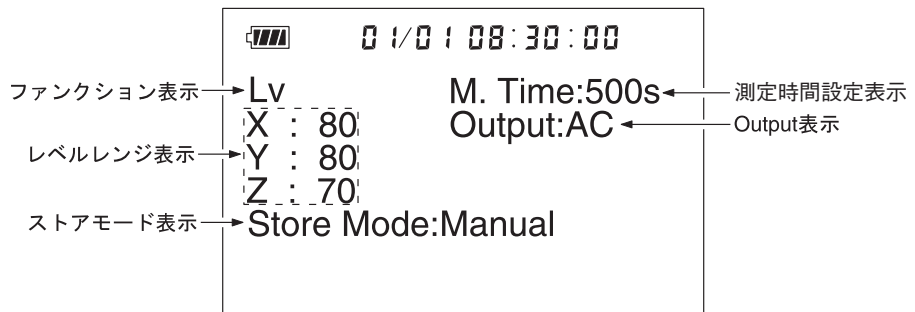 01/01 08:30:00
ファンクション表示
Lv
M. Time:500s
測定時間設定表示
X : 80
Output:AC
Output表示
レベルレンジ表示
Y : 80
Z : 70
ストアモード表示
Store Mode:Manual